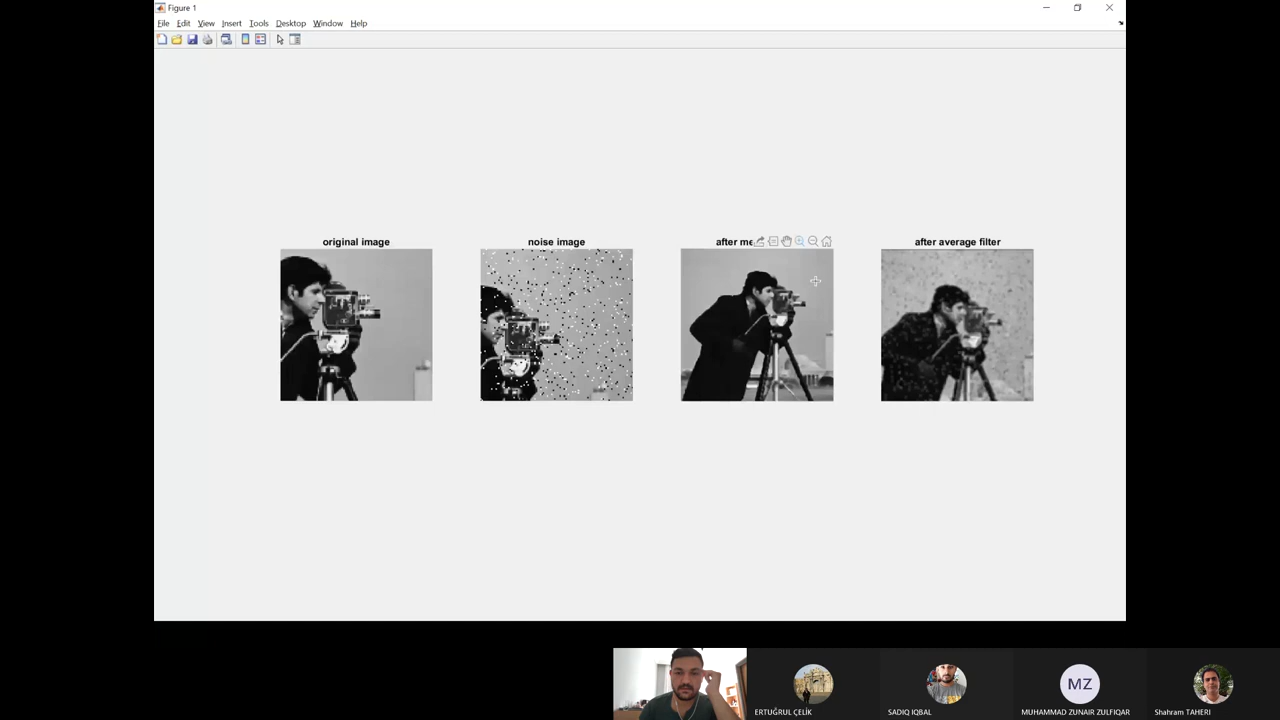 Figure 1
File Edit View Insert Tools Desktop Window Help
original image
noise image
after me
after average filter
MZ
ERTUĞRUL ÇELİK
SADIQ IQBAL
MUHAMMAD ZUNAIR ZULFIQAR
Shahram TAHERI